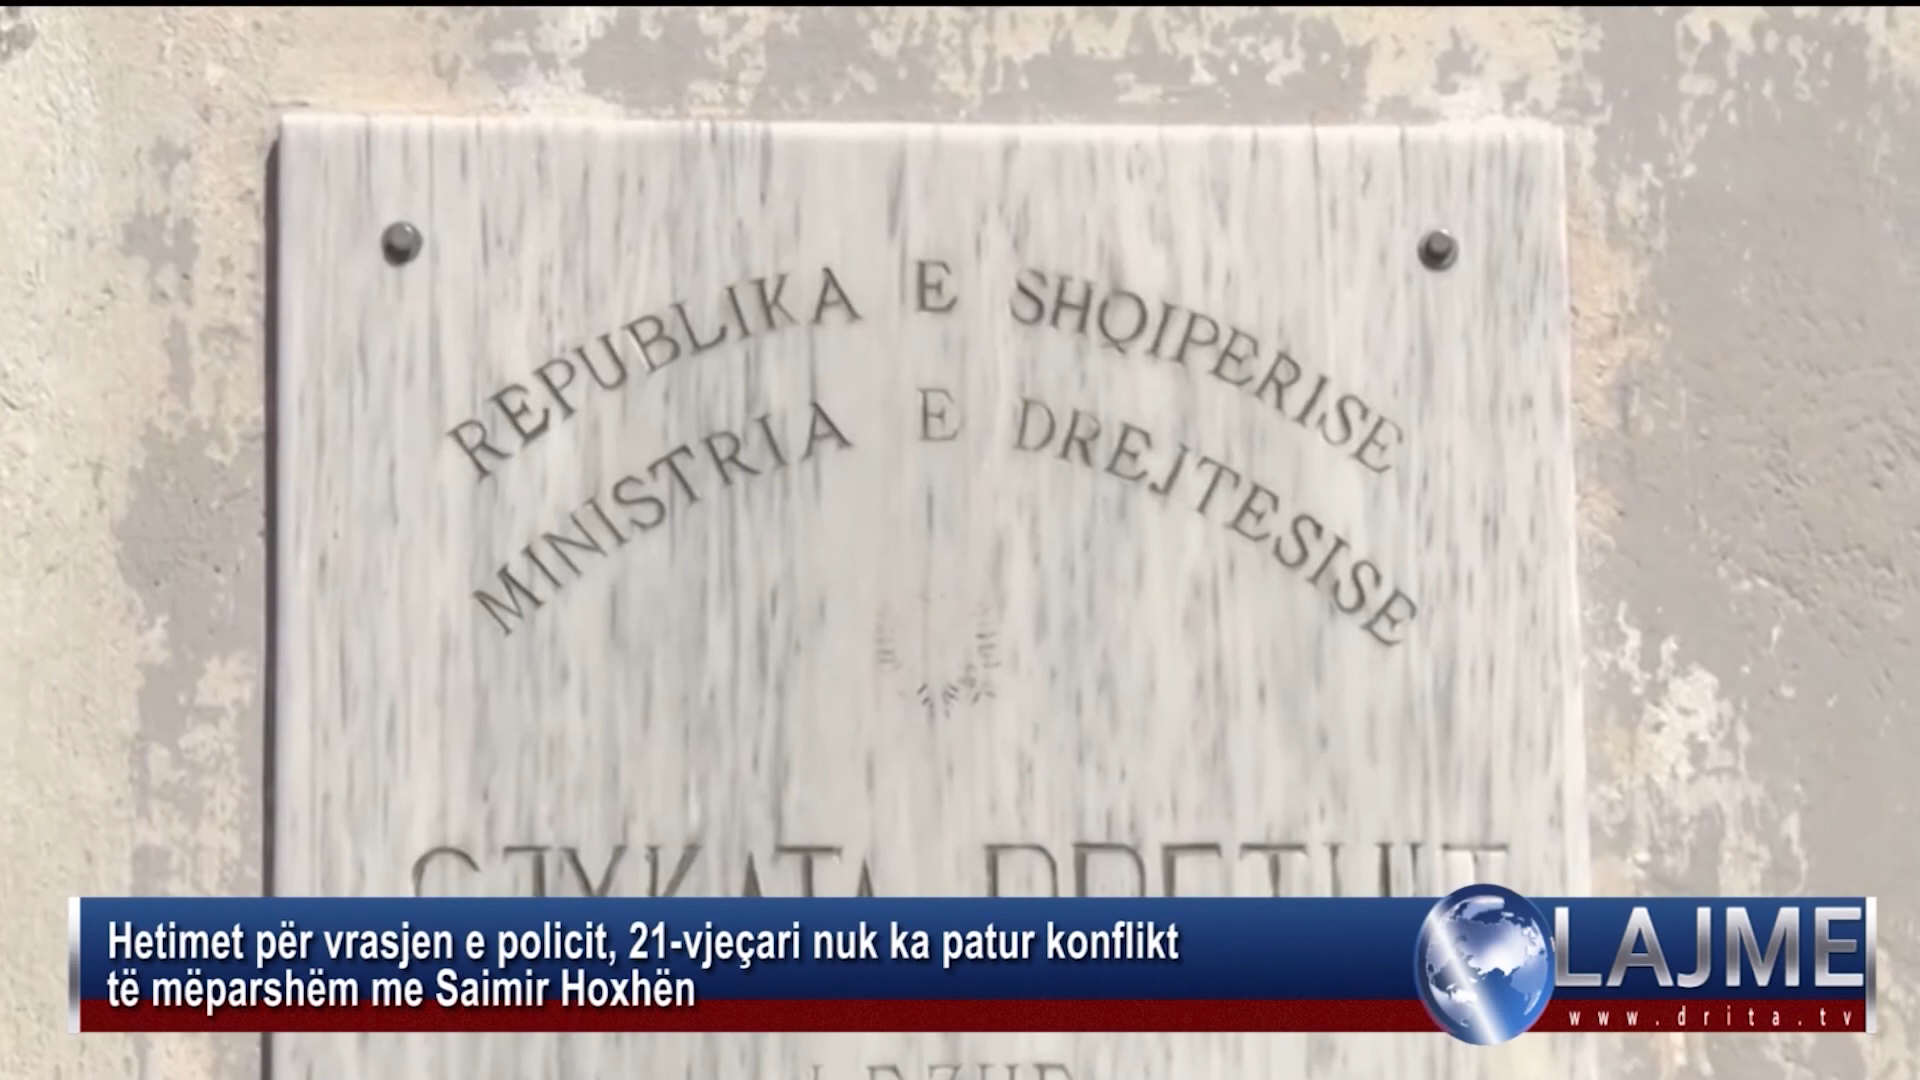 REPUBLIKA E SHQIPERISE
MINISTRIA E DREJTESISE
GJYKATA RRETHIT
Hetimet për vrasjen e policit, 21-vjeçari nuk ka patur konflikt
të mëparshëm me Saimir Hoxhën
LAJME
www.drita.tv